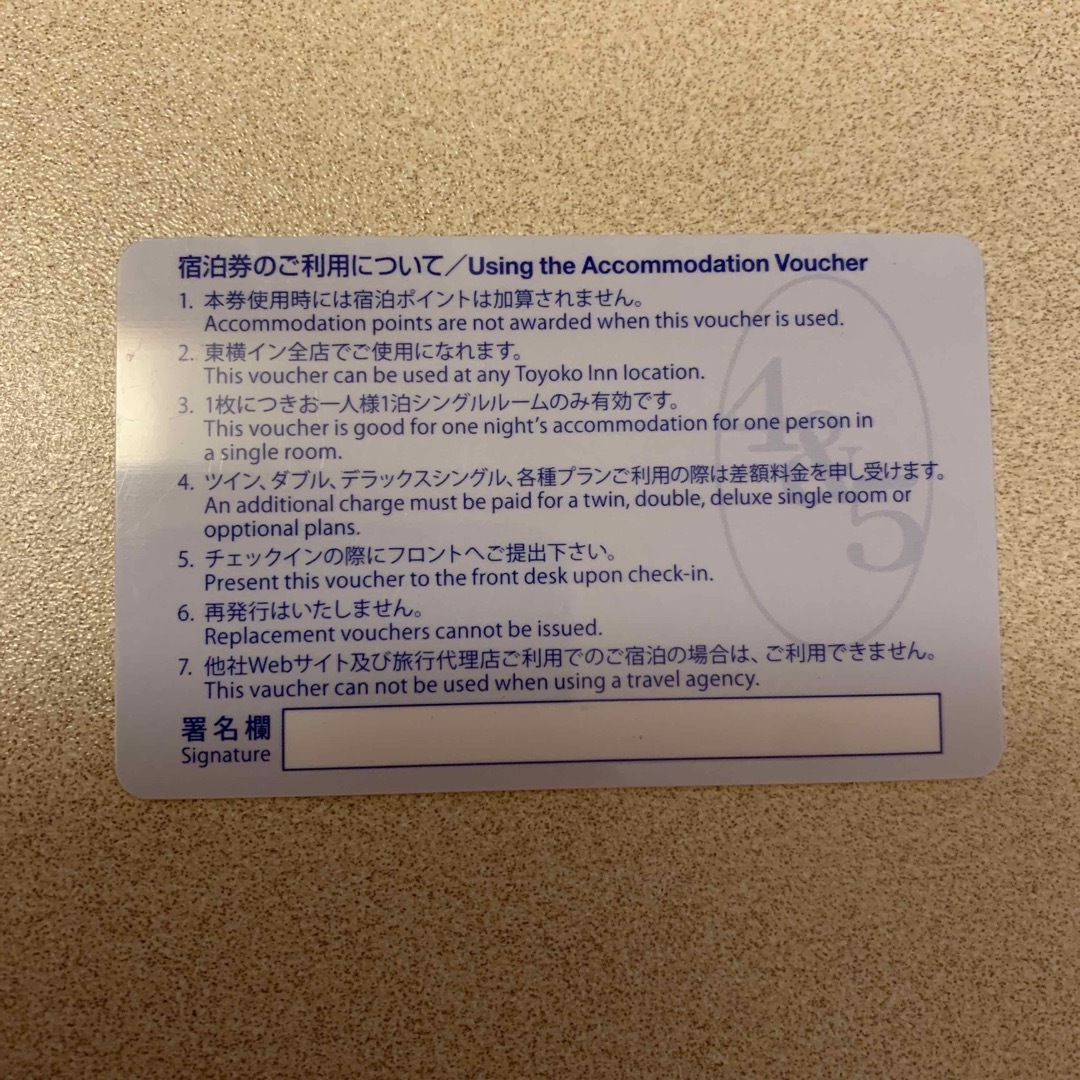 宿泊券のご利用について／Using the Accommodation Voucher
1. 本券使用時には宿泊ポイントは加算されません。
Accommodation points are not awarded when this voucher is used.
2. 東横イン全店でご使用になれます。
This voucher can be used at any Toyoko Inn location.
3. 1枚につきお一人様1泊シングルルームのみ有効です。
This voucher is good for one night's accommodation for one person in
a single room.
4. ツイン、ダブル、デラックスシングル、各種プランご利用の際は差額料金を申し受けます。
An additional charge must be paid for a twin, double, deluxe single room or
opptional plans.
5. チェックインの際にフロントへご提出下さい。
Present this voucher to the front desk upon check-in.
6. 再発行はいたしません。
Replacement vouchers cannot be issued.
7. 他社Webサイト及び旅行代理店ご利用でのご宿泊の場合は、ご利用できません。
This vaucher can not be used when using a travel agency.
署名欄
Signature
4&5